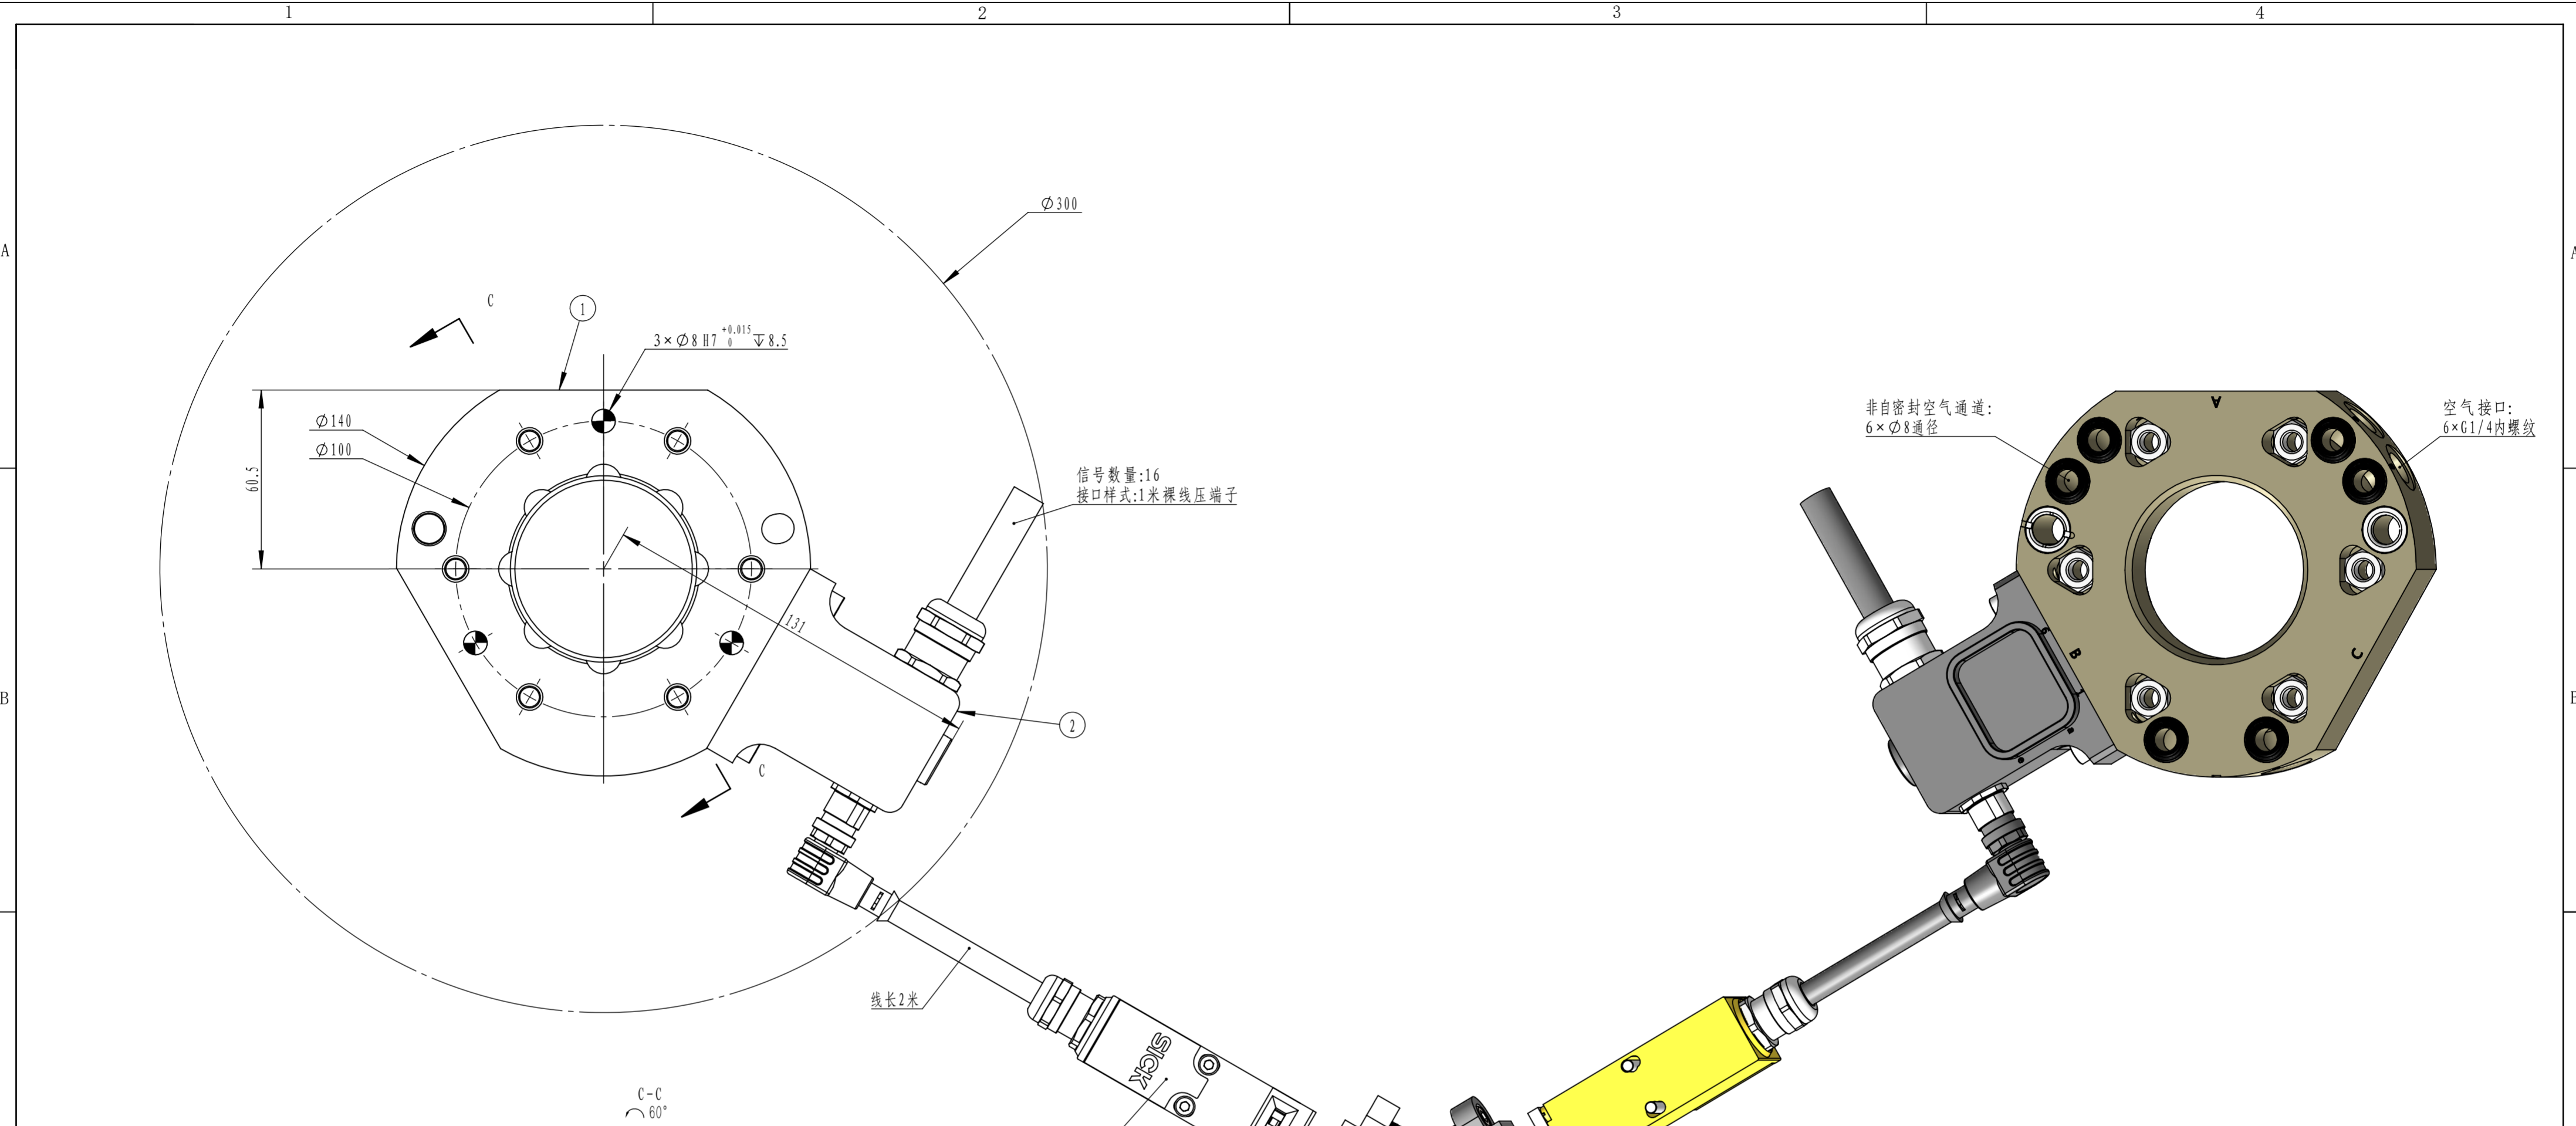 1
2
3
4
A
A
B
B
Ø300
C
1
3×Ø8 H7 +0.015 0 ↧8.5
Ø140
Ø100
60.5
信号数量:16
接口样式:1米裸线压端子
131
2
C
线长2米
SICK
C-C
60°
非自密封空气通道:
6×Ø8通径
空气接口:
6×G1/4内螺纹
A
B
C